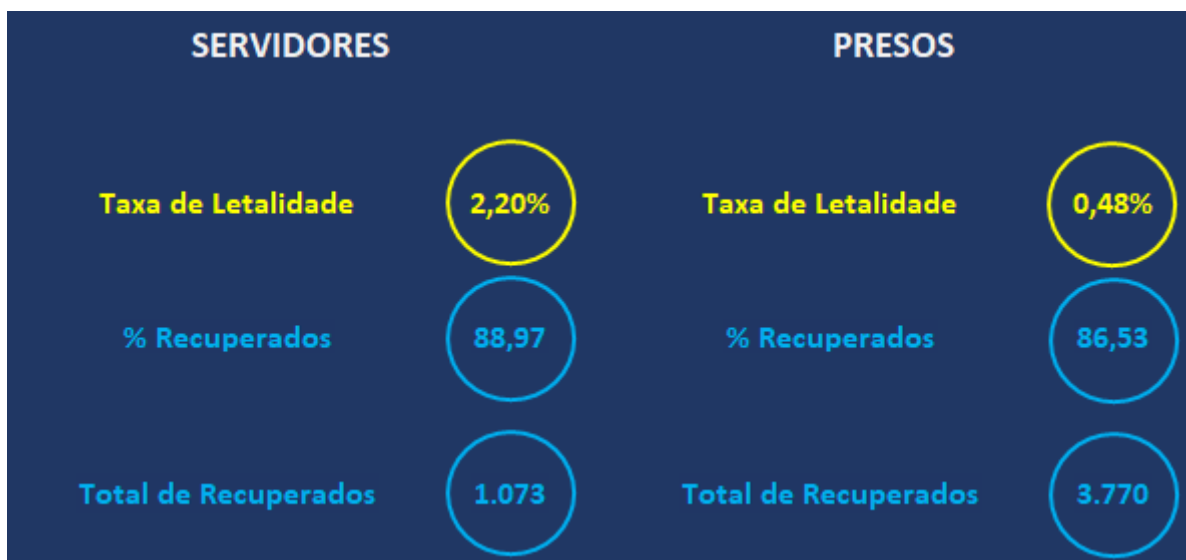 SERVIDORES
PRESOS
Taxa de Letalidade
2,20%
Taxa de Letalidade
0,48%
% Recuperados
88,97
% Recuperados
86,53
Total de Recuperados
1.073
Total de Recuperados
3.770